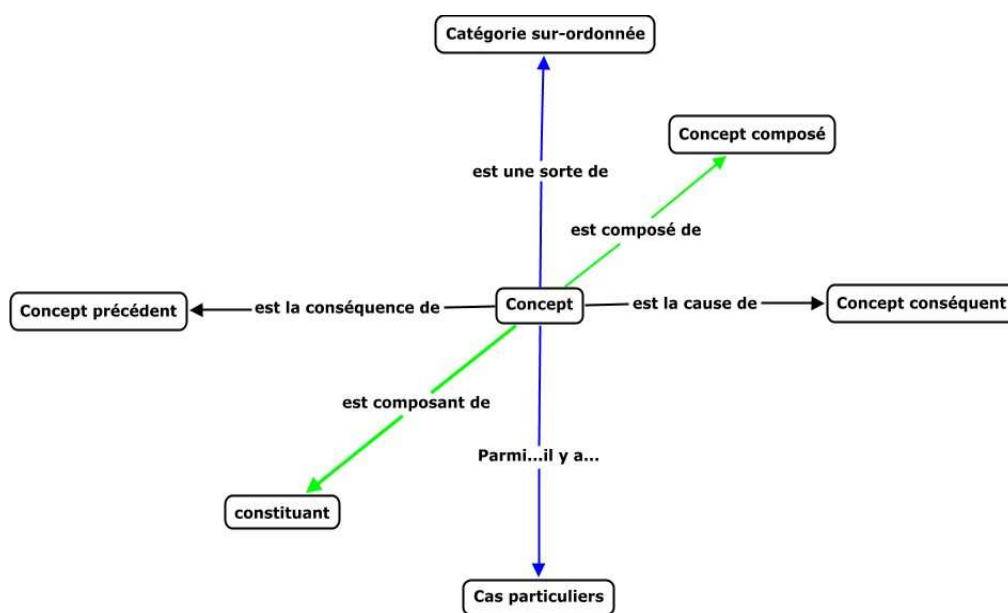 Catégorie sur-ordonnée
Concept composé
est une sorte de
est composé de
Concept précédent
est la conséquence de
Concept
est la cause de
Concept conséquent
est composant de
Parmi...il y a...
constituant
Cas particuliers